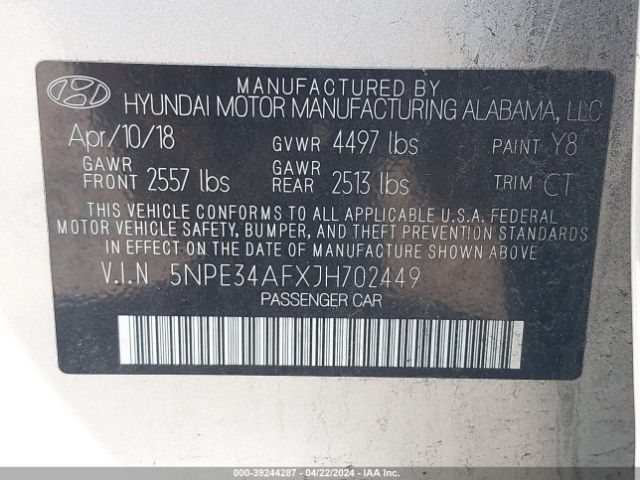 MANUFACTURED BY
HYUNDAI MOTOR MANUFACTURING ALABAMA, LLC
Apr/10/18 GVWR 4497 lbs PAINT Y8
GAWR FRONT 2557 lbs GAWR REAR 2513 lbs TRIM CT
THIS VEHICLE CONFORMS TO ALL APPLICABLE U.S.A. FEDERAL
MOTOR VEHICLE SAFETY, BUMPER, AND THEFT PREVENTION STANDARDS
IN EFFECT ON THE DATE OF MANUFACTURE SHOWN ABOVE
V.I.N 5NPE34AFXJH702449
PASSENGER CAR
000-39244287 - 04/22/2024 - IAA Inc.